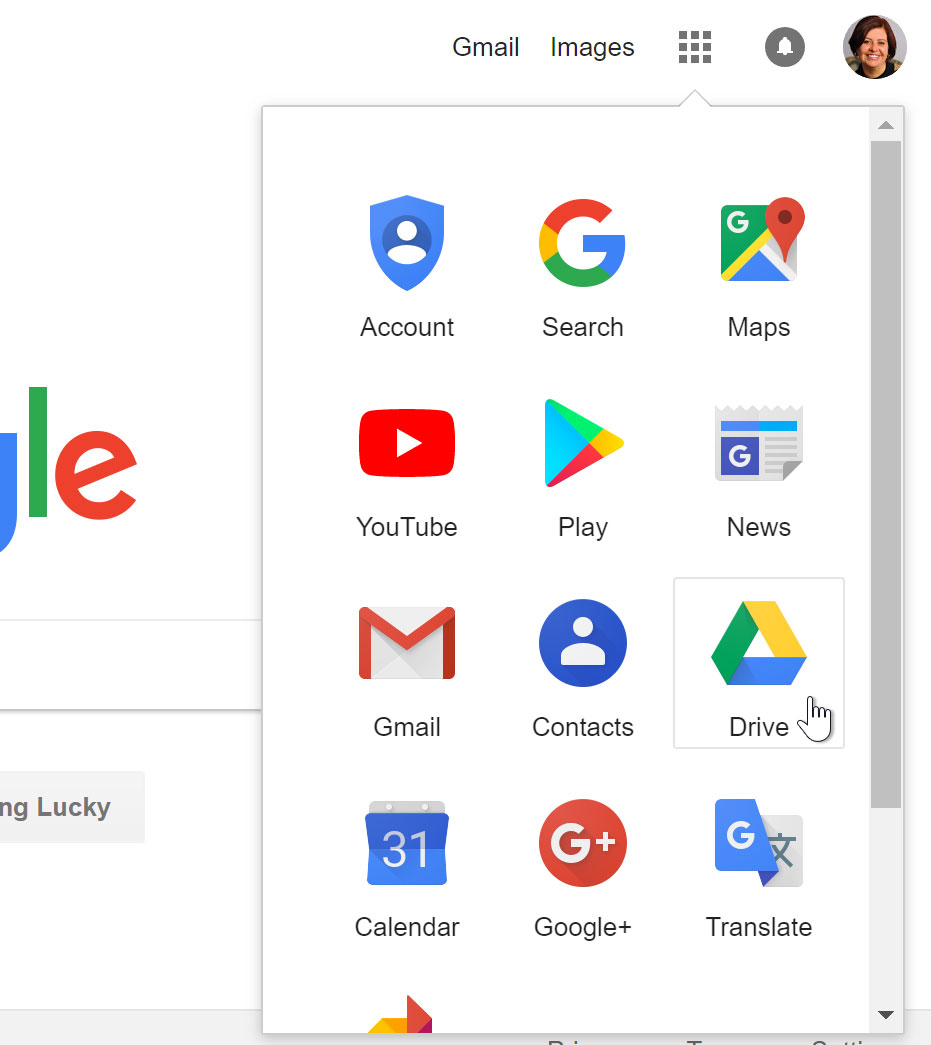 Gmail Images
Account Search Maps
YouTube Play News
Gmail Contacts Drive
31
Calendar Google+ Translate
gle
ng Lucky